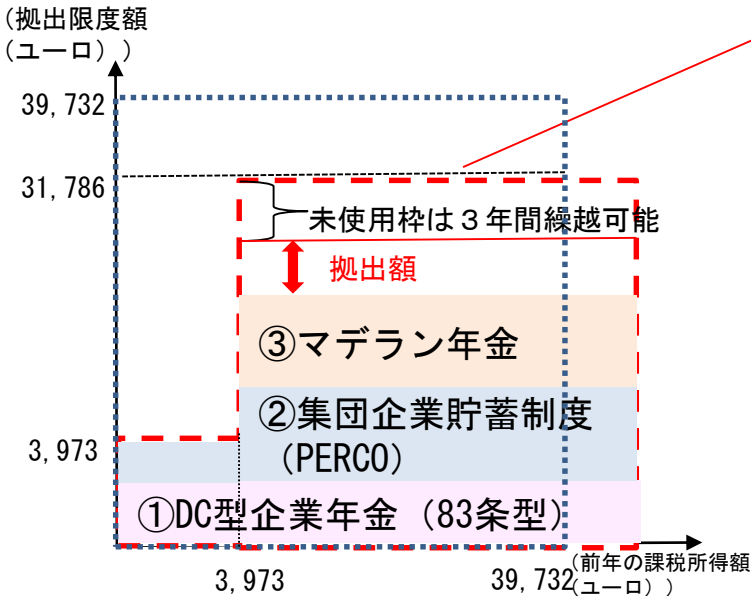 (拠出限度額
(ユーロ))
39,732
31,786
未使用枠は3年間繰越可能
拠出額
③マデラン年金
②集団企業貯蓄制度
(PERCO)
3,973
①DC型企業年金(83条型)
3,973
39,732
(前年の課税所得額
(ユーロ))